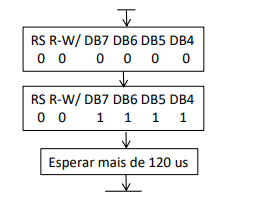 RS R-W/ DB7 DB6 DB5 DB4
0 0 0 0 0 0
RS R-W/ DB7 DB6 DB5 DB4
0 0 1 1 1 1
Esperar mais de 120 us